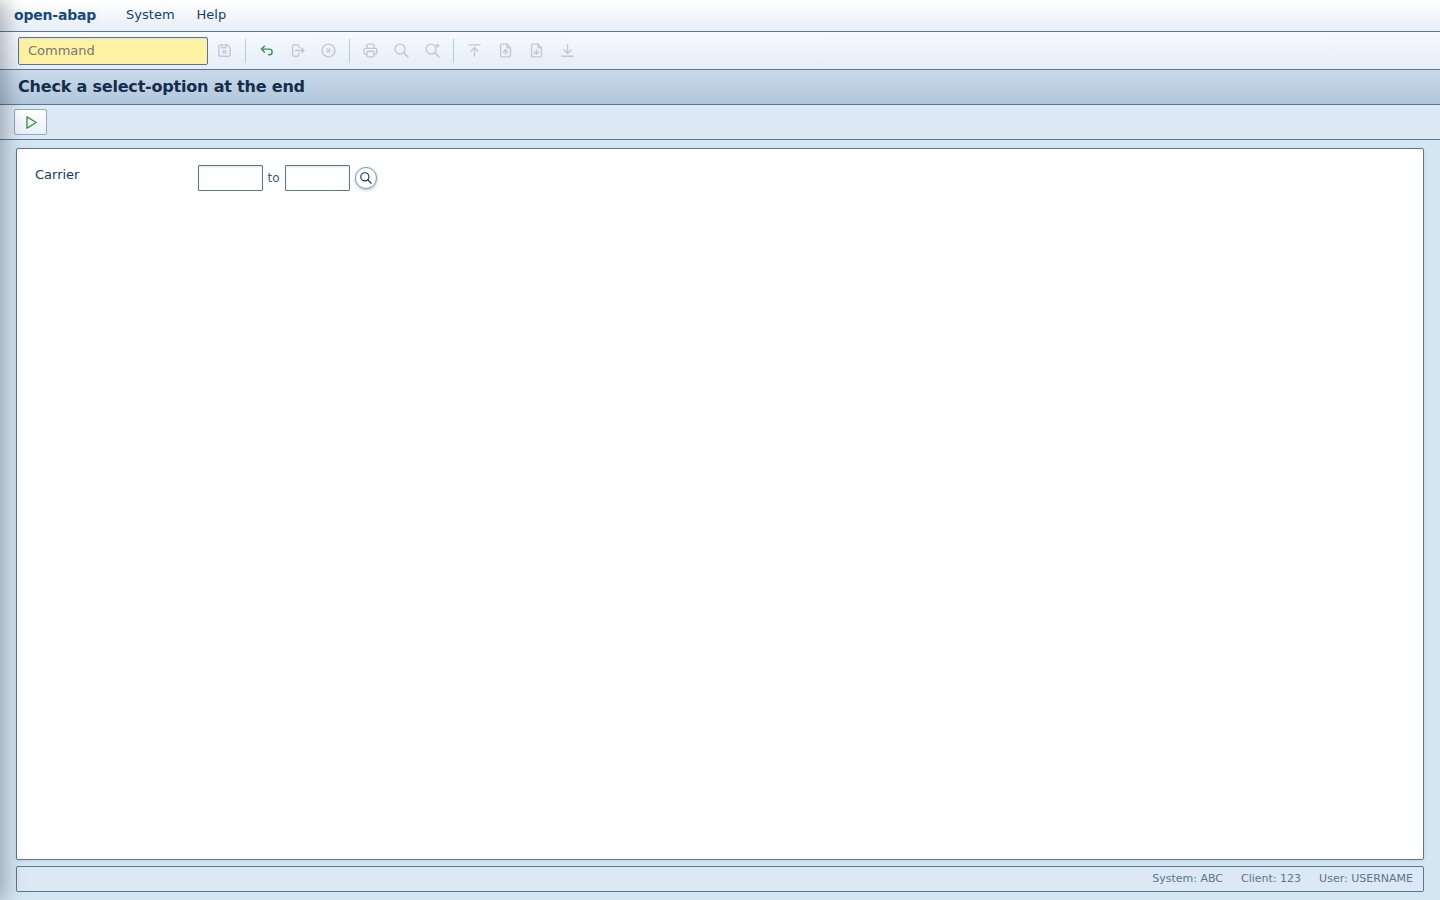 open-abap System Help
Command
Check a select-option at the end
Carrier to
System: ABC Client: 123 User: USERNAME